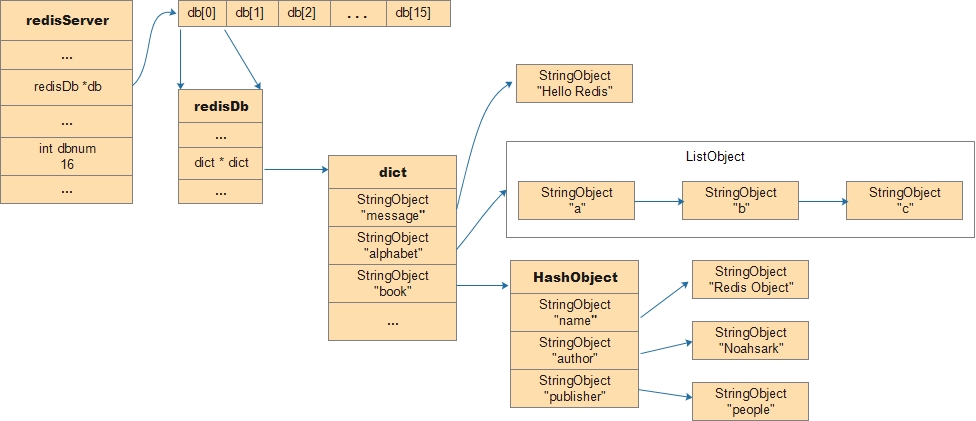 redisServer
...
redisDb *db
...
int dbnum
16
...
db[0] db[1] db[2] ... db[15]
redisDb
...
dict * dict
...
dict
StringObject
"message"
StringObject
"alphabet"
StringObject
"book"
...
StringObject
"Hello Redis"
ListObject
StringObject
"a"
StringObject
"b"
StringObject
"c"
HashObject
StringObject
"name"
StringObject
"author"
StringObject
"publisher"
StringObject
"Redis Object"
StringObject
"Noahsark"
StringObject
"people"